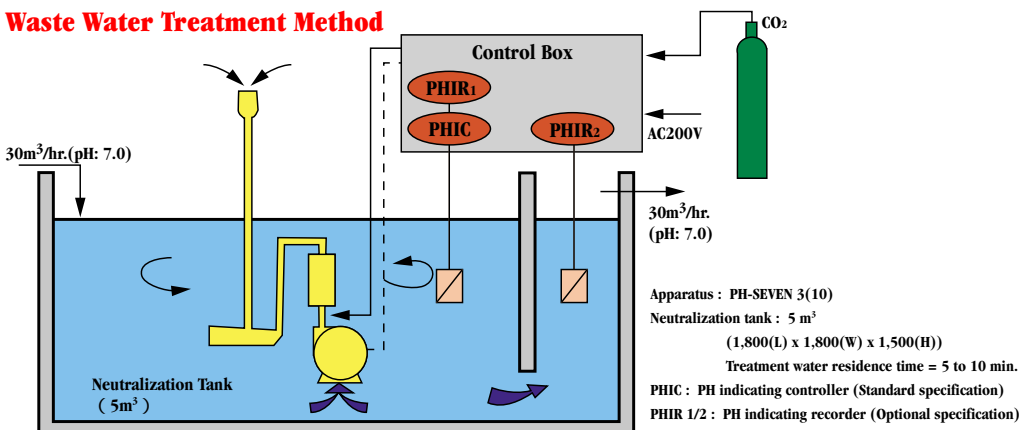 Waste Water Treatment Method
CO₂
Control Box
PHIR₁
PHIC
PHIR₂
AC200V
30m³/hr.(pH: 7.0)
30m³/hr.
(pH: 7.0)
Neutralization Tank
( 5m³ )
Apparatus : PH-SEVEN 3(10)
Neutralization tank : 5 m³
(1,800(L) x 1,800(W) x 1,500(H))
Treatment water residence time = 5 to 10 min.
PHIC : PH indicating controller (Standard specification)
PHIR 1/2 : PH indicating recorder (Optional specification)